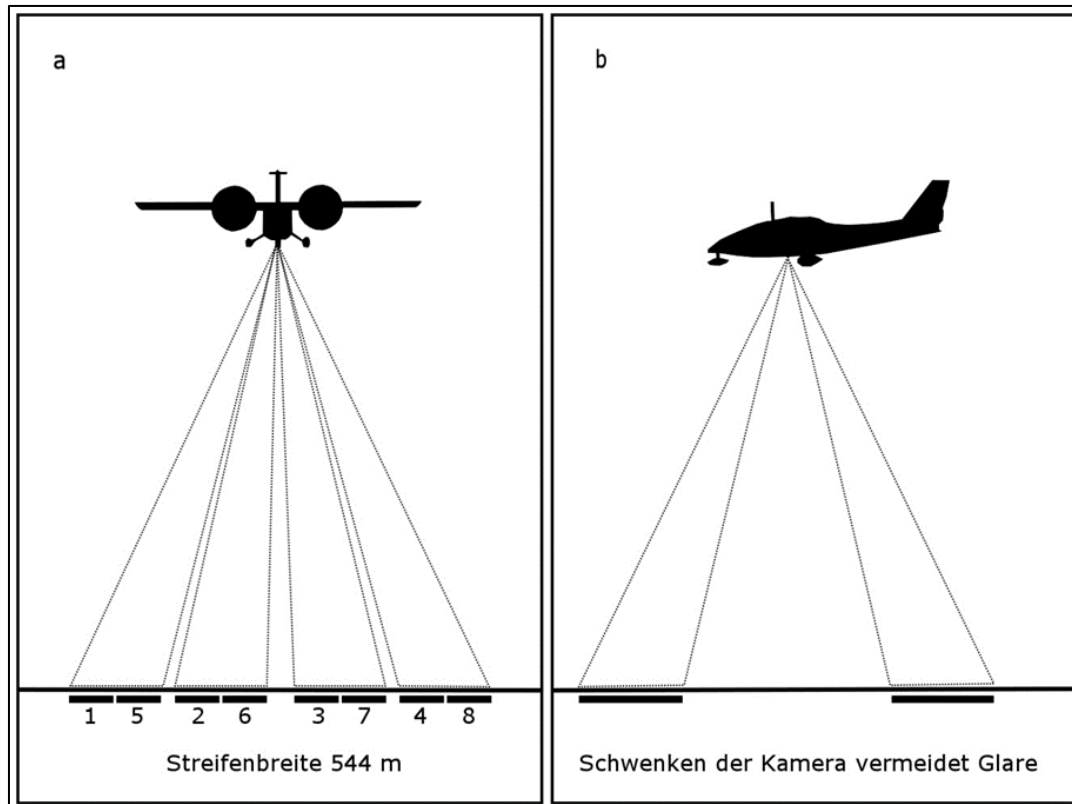 a
b
1 5 2 6 3 7 4 8
Streifenbreite 544 m
Schwenken der Kamera vermeidet Glare